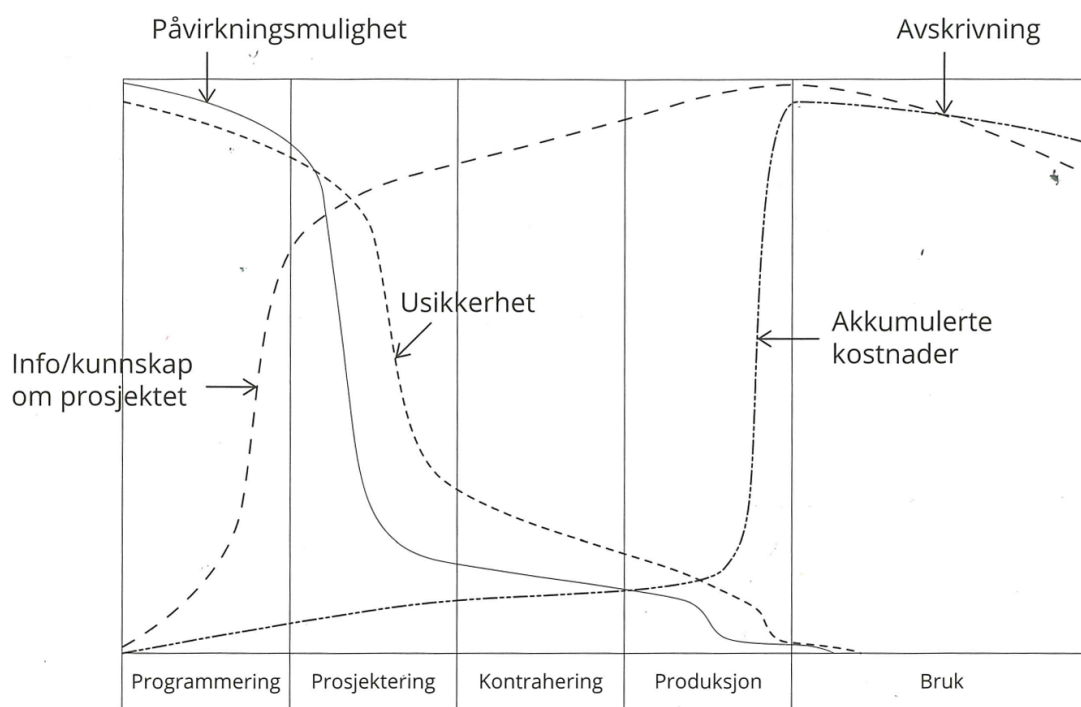 Påvirkningsmulighet
Avskrivning
Usikkerhet
Akkumulerte
kostnader
Info/kunnskap
om prosjektet
Programmering
Prosjektering
Kontrahering
Produksjon
Bruk